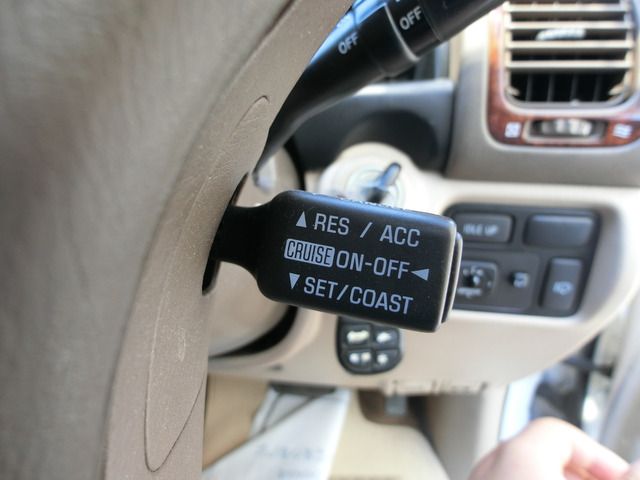 OFF
OFF
▲RES / ACC
CRUISE ON-OFF◄
▼SET/COAST
IDLE UP